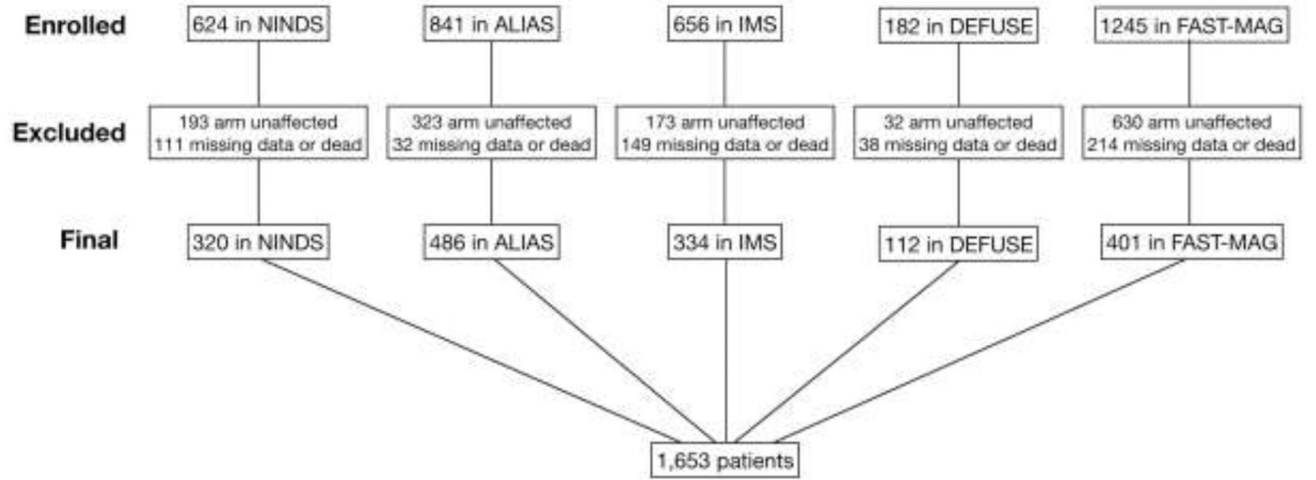 Enrolled
624 in NINDS
841 in ALIAS
656 in IMS
182 in DEFUSE
1245 in FAST-MAG
Excluded
193 arm unaffected
111 missing data or dead
323 arm unaffected
32 missing data or dead
173 arm unaffected
149 missing data or dead
32 arm unaffected
38 missing data or dead
630 arm unaffected
214 missing data or dead
Final
320 in NINDS
486 in ALIAS
334 in IMS
112 in DEFUSE
401 in FAST-MAG
1,653 patients